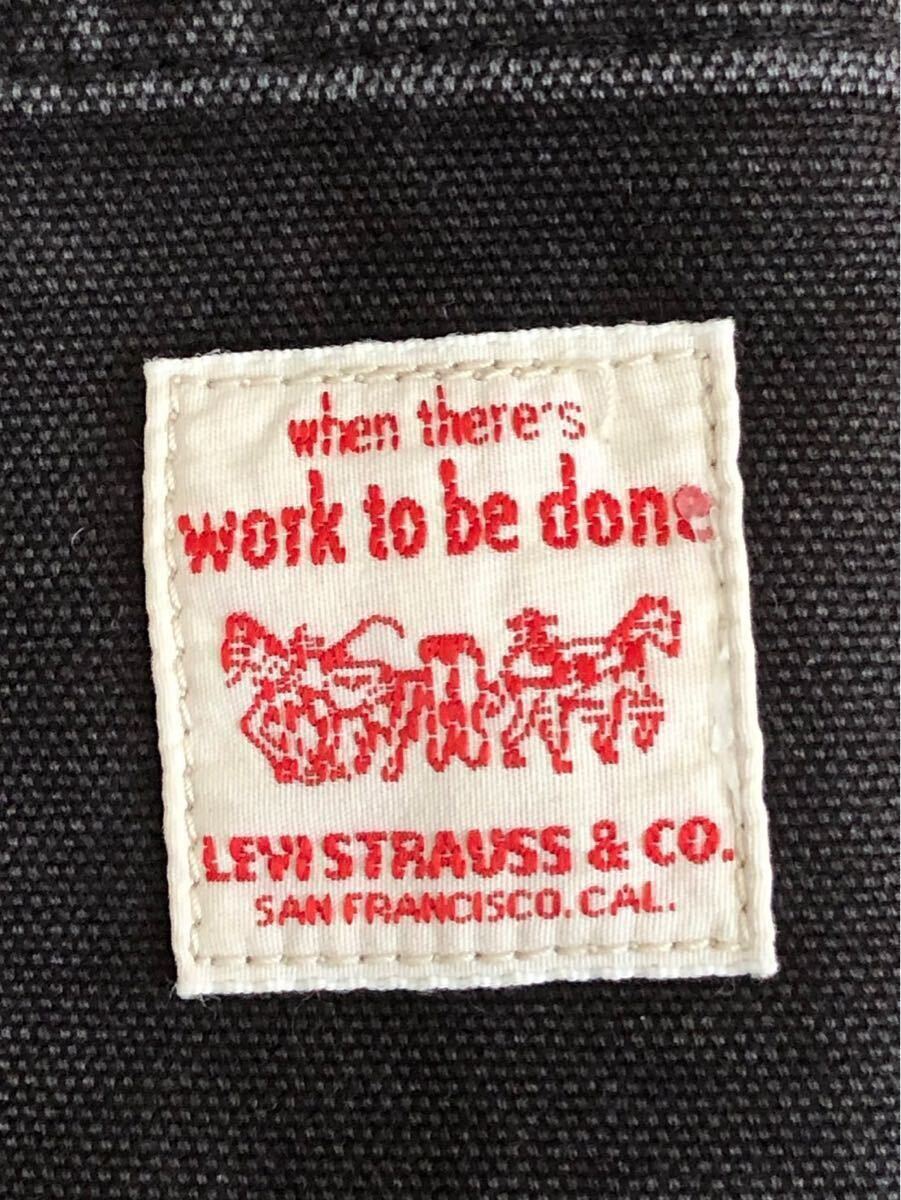 when there's
work to be done
LEVI STRAUSS & CO.
SAN FRANCISCO. CAL.